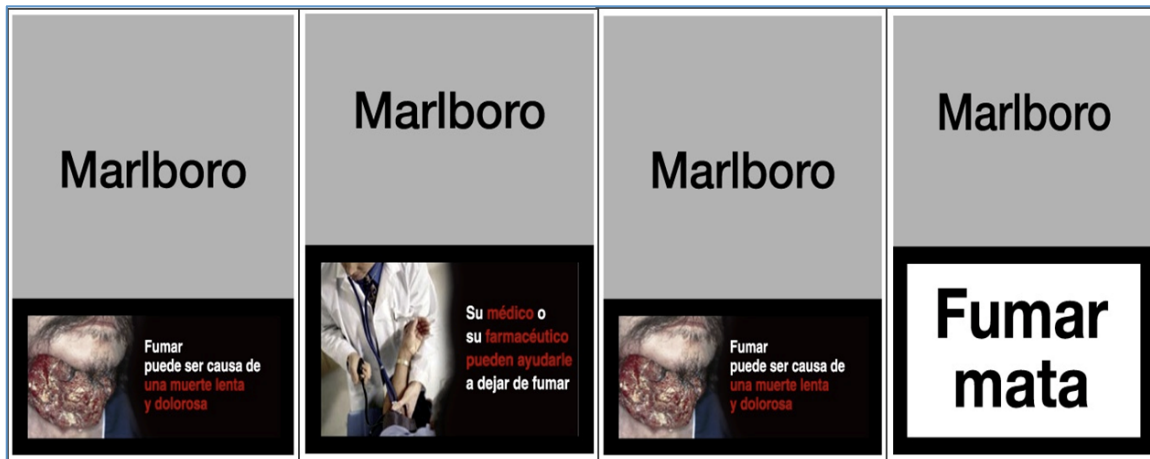 Marlboro
Fumar
puede ser causa de
una muerte lenta
y dolorosa
Marlboro
Su médico o
su farmacéutico
pueden ayudarle
a dejar de fumar
Marlboro
Fumar
puede ser causa de
una muerte lenta
y dolorosa
Marlboro
Fumar
mata